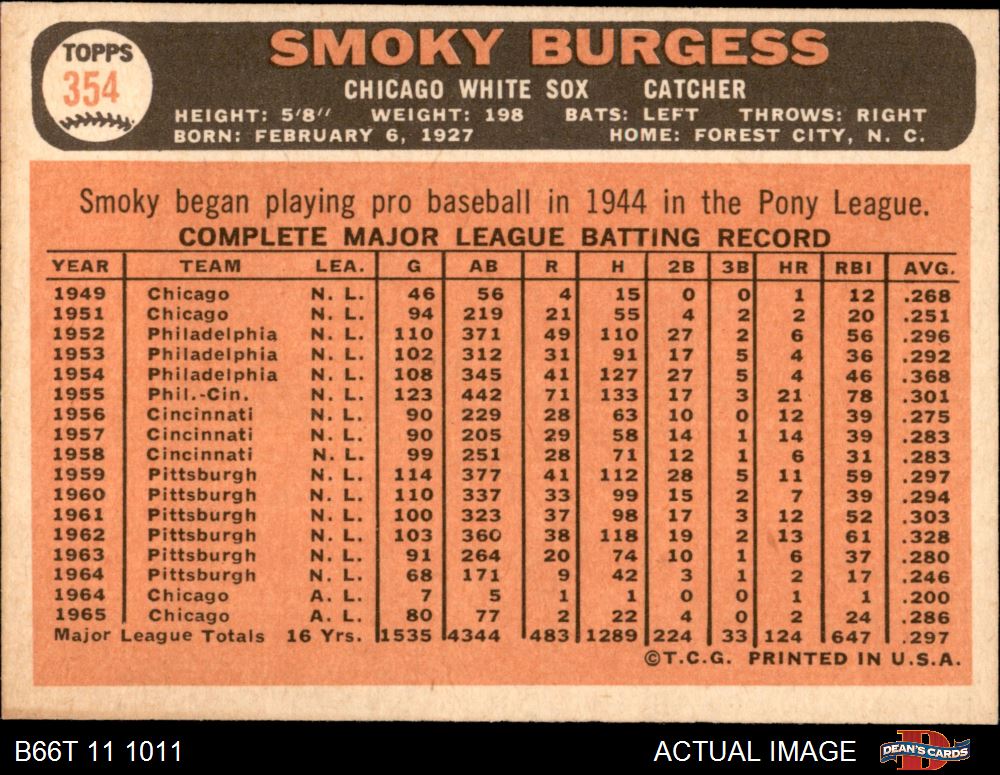 TOPPS
354
SMOKY BURGESS
CHICAGO WHITE SOX CATCHER
HEIGHT: 5'8" WEIGHT: 198 BATS: LEFT THROWS: RIGHT
BORN: FEBRUARY 6, 1927 HOME: FOREST CITY, N. C.
Smoky began playing pro baseball in 1944 in the Pony League.
COMPLETE MAJOR LEAGUE BATTING RECORD
YEAR TEAM LEA. G AB R H 2B 3B HR RBI AVG.
1949 Chicago N. L. 46 56 4 15 0 0 1 12 .268
1951 Chicago N. L. 94 219 21 55 4 2 2 20 .251
1952 Philadelphia N. L. 110 371 49 110 27 2 6 56 .296
1953 Philadelphia N. L. 102 312 31 91 17 5 4 36 .292
1954 Philadelphia N. L. 108 345 41 127 27 5 4 46 .368
1955 Phil.-Cin. N. L. 123 442 71 133 17 3 21 78 .301
1956 Cincinnati N. L. 90 229 28 63 10 0 12 39 .275
1957 Cincinnati N. L. 90 205 29 58 14 1 14 39 .283
1958 Cincinnati N. L. 99 251 28 71 12 1 6 31 .283
1959 Pittsburgh N. L. 114 377 41 112 28 5 11 59 .297
1960 Pittsburgh N. L. 110 337 33 99 15 2 7 39 .294
1961 Pittsburgh N. L. 100 323 37 98 17 3 12 52 .303
1962 Pittsburgh N. L. 103 360 38 118 19 2 13 61 .328
1963 Pittsburgh N. L. 91 264 20 74 10 1 6 37 .280
1964 Pittsburgh N. L. 68 171 9 42 3 1 2 17 .246
1964 Chicago A. L. 7 5 1 1 0 0 1 1 .200
1965 Chicago A. L. 80 77 2 22 4 0 2 24 .286
Major League Totals 16 Yrs. 1535 4344 483 1289 224 33 124 647 .297
©T.C.G. PRINTED IN U.S.A.
B66T 11 1011 ACTUAL IMAGE DEAN'S CARDS